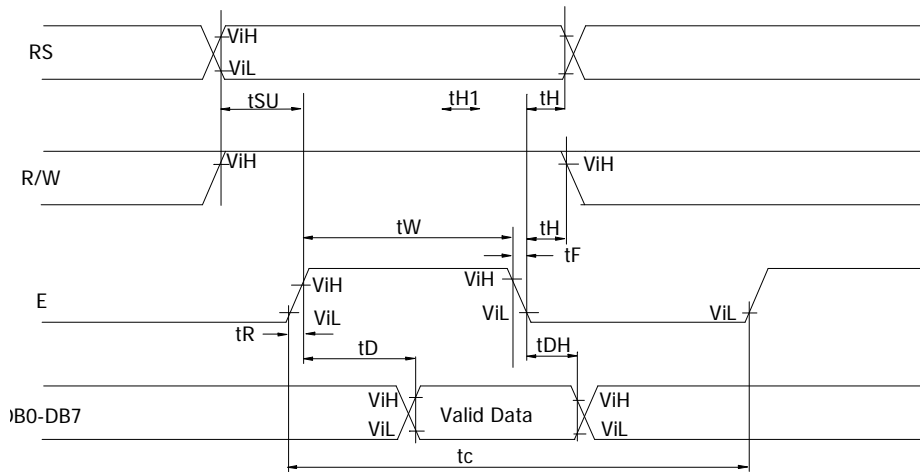 RS
ViH
ViL
tSU
tH1
tH
R/W
ViH
ViH
tW
tH
tF
E
ViH
ViH
ViL
ViL
ViL
tR
tD
tDH
DB0-DB7
ViH
ViH
Valid Data
ViL
ViL
tc